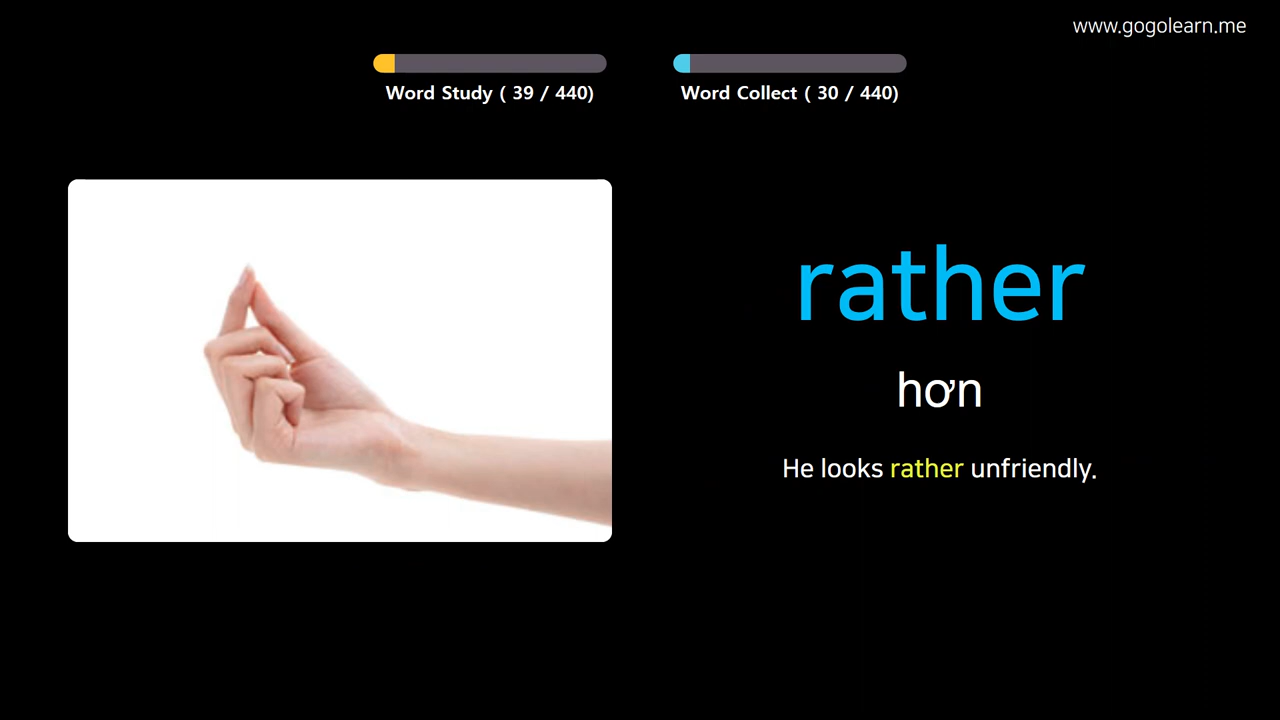 www.gogolearn.me
Word Study ( 39 / 440)
Word Collect ( 30 / 440)
rather
hơn
He looks rather unfriendly.